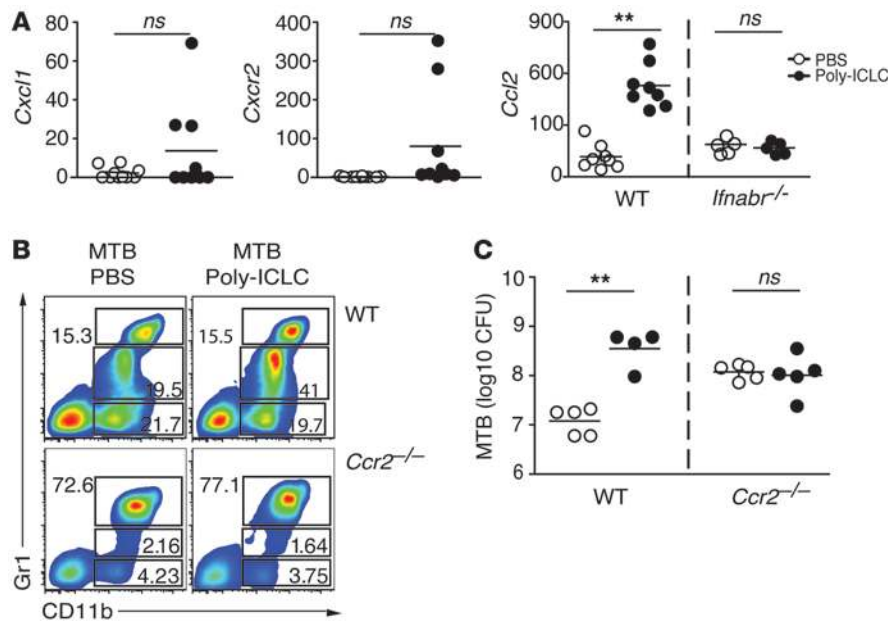 A
Cxcl1
80
60
40
20
0
ns
Cxcr2
400
300
200
100
0
ns
Ccl2
900
600
100
0
**
ns
WT
Ifnabr-/-
PBS
Poly-ICLC
B
MTB
PBS
MTB
Poly-ICLC
15.3
19.5
21.7
15.5
41
19.7
WT
72.6
2.16
4.23
77.1
1.64
3.75
Ccr2–/–
Gr1
CD11b
C
MTB (log10 CFU)
10
9
8
7
6
**
ns
WT
Ccr2–/–